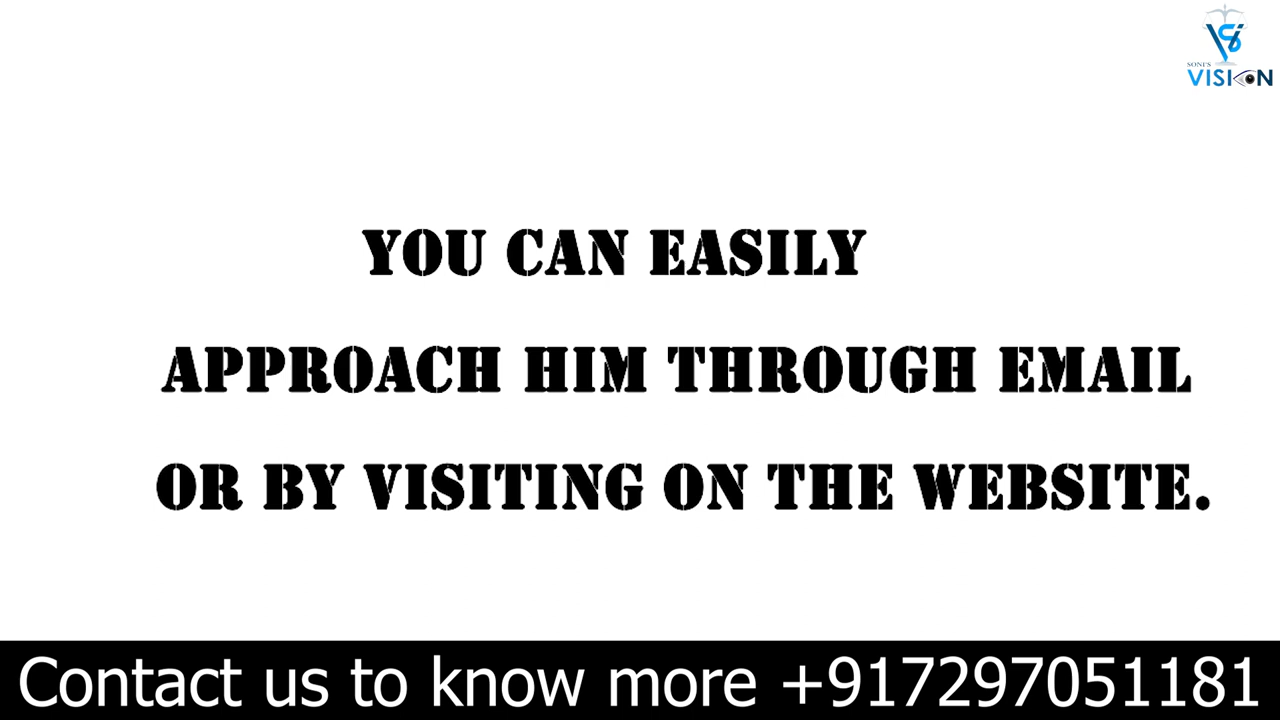 SONI'S
VISION
YOU CAN EASILY
APPROACH HIM THROUGH EMAIL
OR BY VISITING ON THE WEBSITE.
Contact us to know more +917297051181